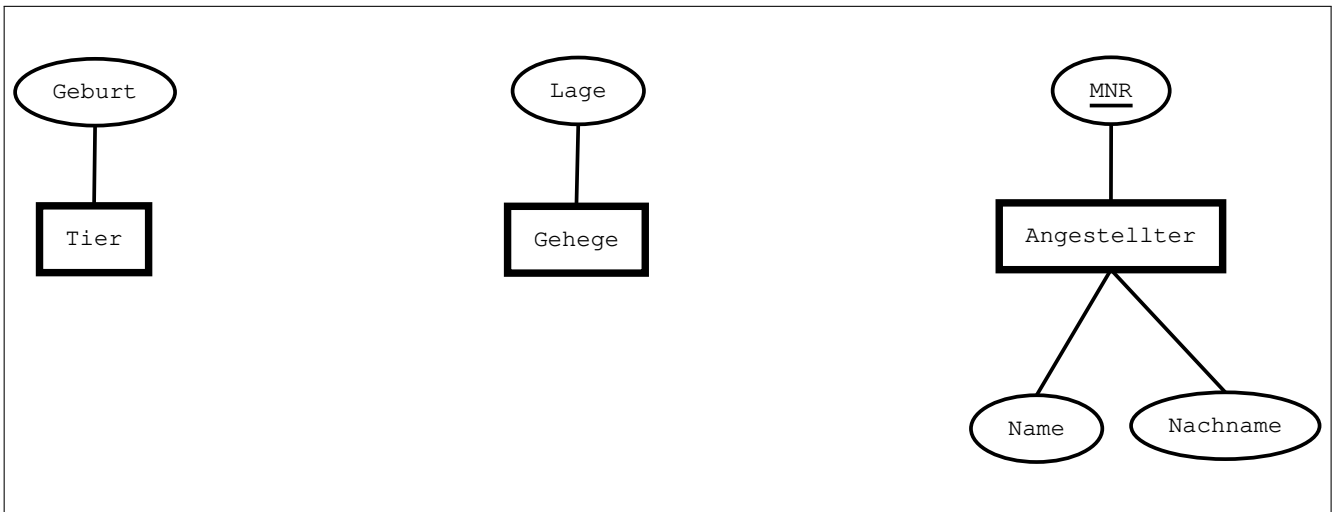 Geburt
Lage
MNR
Tier
Gehege
Angestellter
Name
Nachname